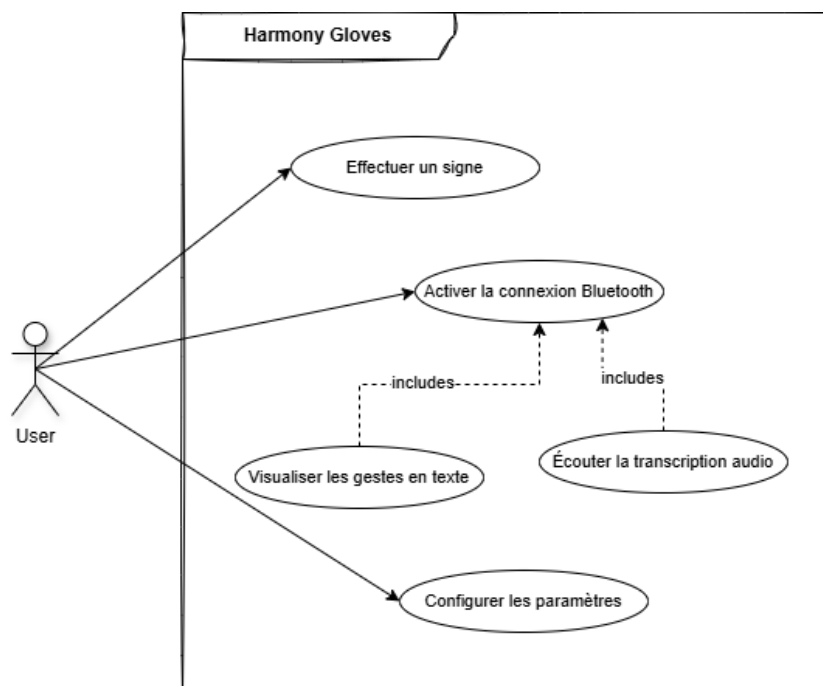 Harmony Gloves
Effectuer un signe
Activer la connexion Bluetooth
includes
includes
User
Visualiser les gestes en texte
Écouter la transcription audio
Configurer les paramètres